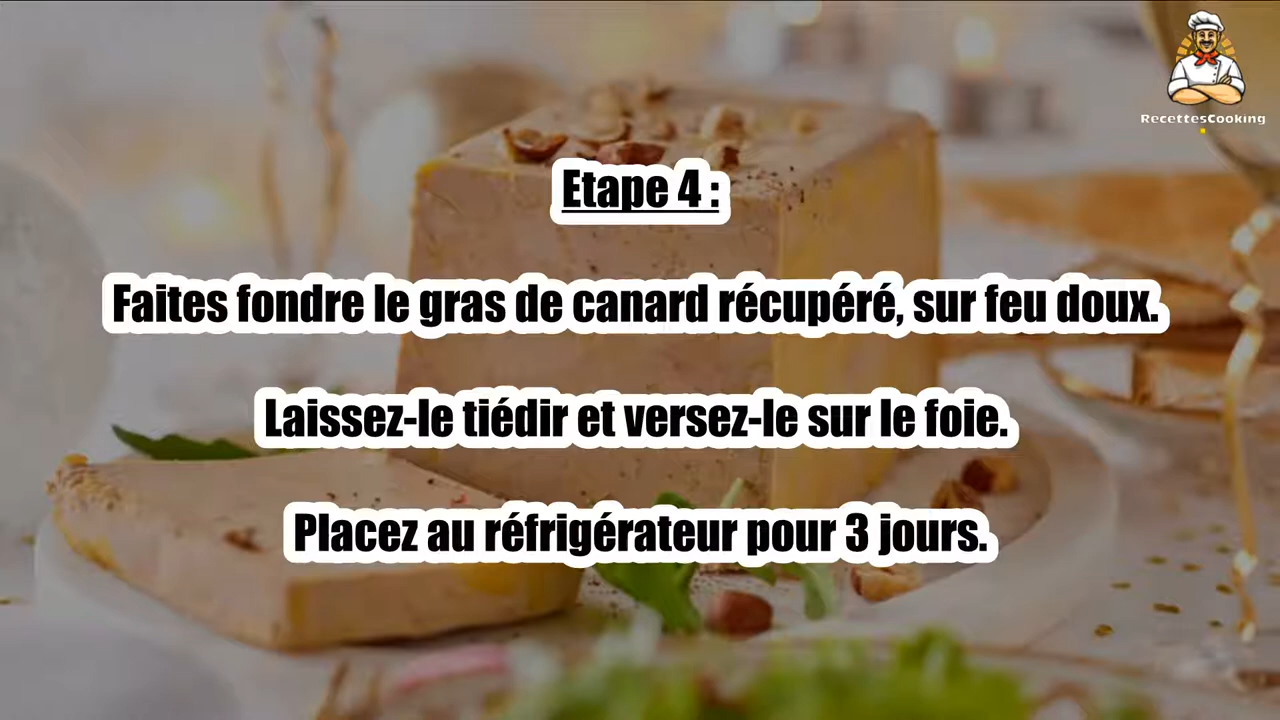 RecettesCooking
Etape 4 :
Faites fondre le gras de canard récupéré, sur feu doux.
Laissez-le tiédir et versez-le sur le foie.
Placez au réfrigérateur pour 3 jours.